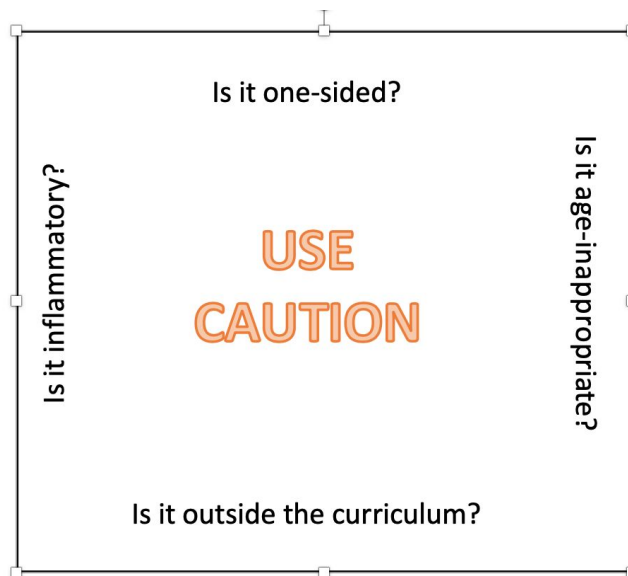 Is it one-sided?
Is it inflammatory?
USE
CAUTION
Is it age-inappropriate?
Is it outside the curriculum?